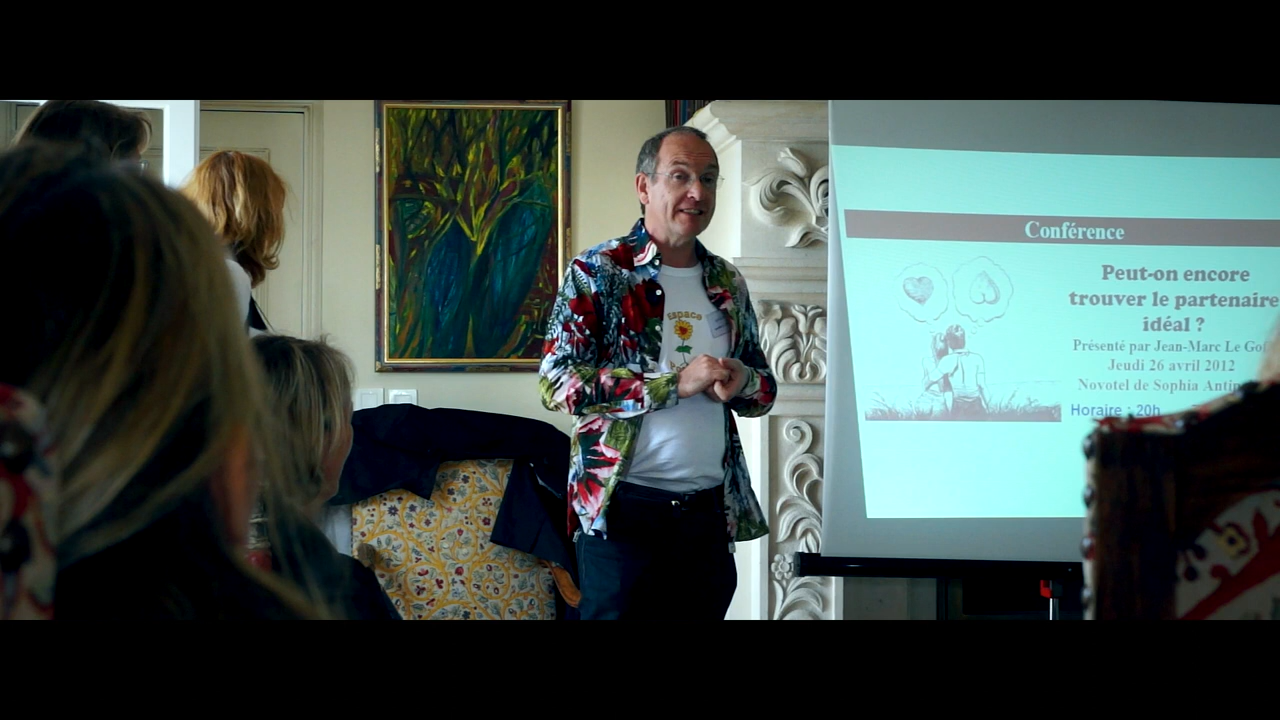 Espace
Conférence
Peut-on encore
trouver le partenaire
idéal ?
Présenté par Jean-Marc Le
Jeudi 26 avril 2012
Novotel de Sophia
Horaire : 20h